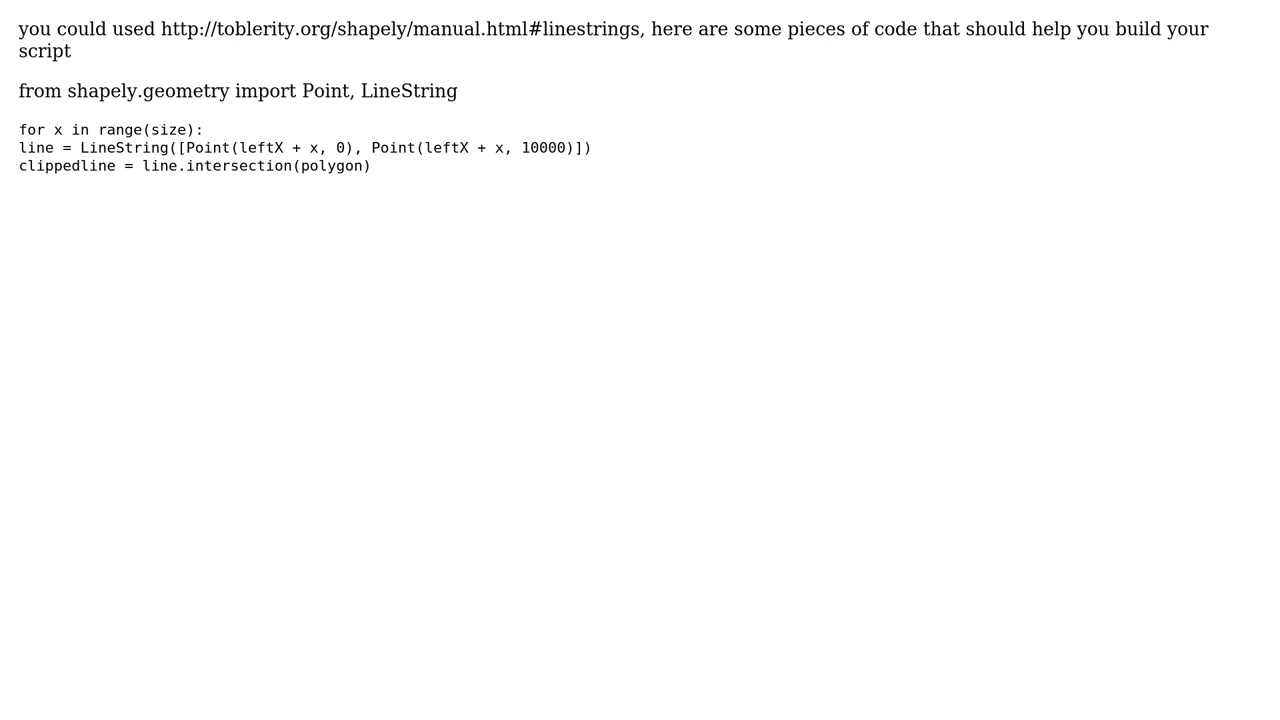 you could used http://toblerity.org/shapely/manual.html#linestrings, here are some pieces of code that should help you build your
script
from shapely.geometry import Point, LineString
for x in range(size):
line = LineString([Point(leftX + x, 0), Point(leftX + x, 10000)])
clippedline = line.intersection(polygon)